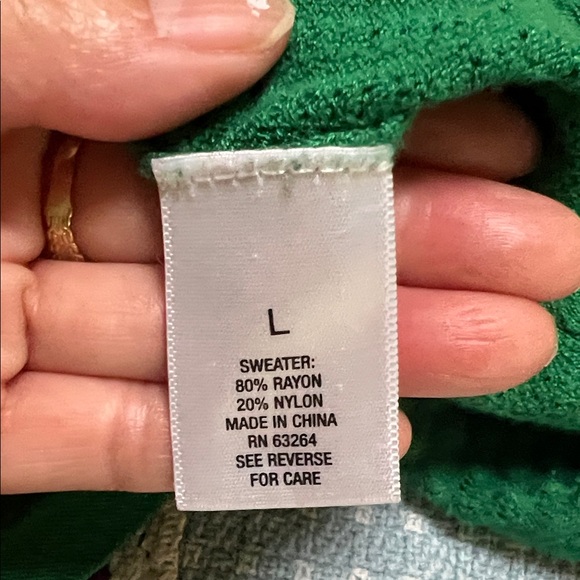 L
SWEATER:
80% RAYON
20% NYLON
MADE IN CHINA
RN 63264
SEE REVERSE
FOR CARE